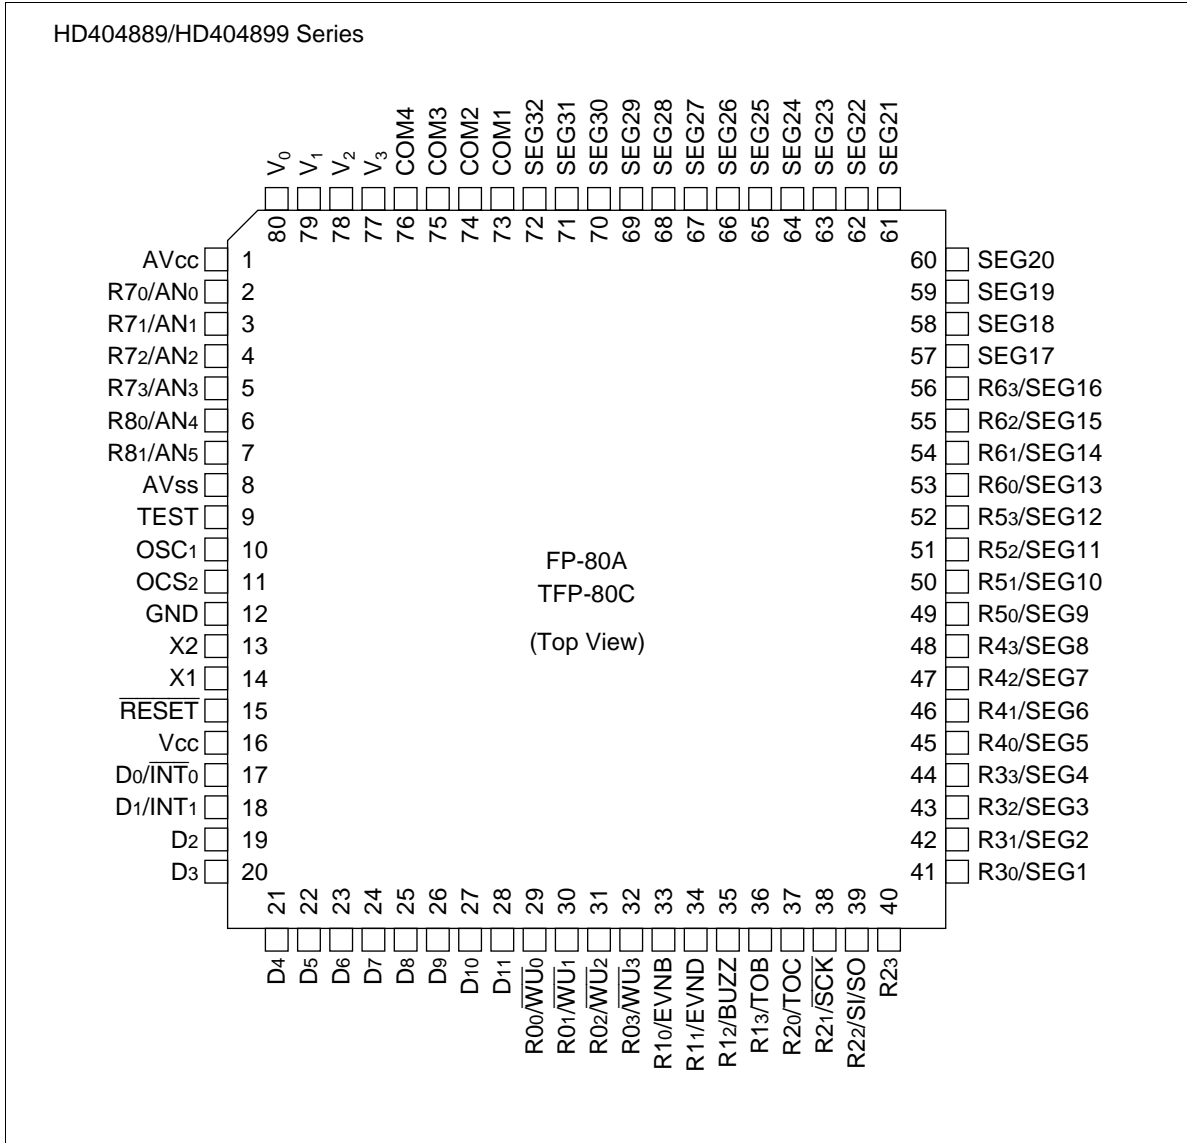 HD404889/HD404899 Series
V0
V1
V2
V3
COM4
COM3
COM2
COM1
SEG32
SEG31
SEG30
SEG29
SEG28
SEG27
SEG26
SEG25
SEG24
SEG23
SEG22
SEG21
80
79
78
77
76
75
74
73
72
71
70
69
68
67
66
65
64
63
62
61
AVcc 1
R70/AN0 2
R71/AN1 3
R72/AN2 4
R73/AN3 5
R80/AN4 6
R81/AN5 7
AVss 8
TEST 9
OSC1 10
OCS2 11
GND 12
X2 13
X1 14
RESET 15
Vcc 16
D0/INT0 17
D1/INT1 18
D2 19
D3 20
60 SEG20
59 SEG19
58 SEG18
57 SEG17
56 R63/SEG16
55 R62/SEG15
54 R61/SEG14
53 R60/SEG13
52 R53/SEG12
51 R52/SEG11
50 R51/SEG10
49 R50/SEG9
48 R43/SEG8
47 R42/SEG7
46 R41/SEG6
45 R40/SEG5
44 R33/SEG4
43 R32/SEG3
42 R31/SEG2
41 R30/SEG1
FP-80A
TFP-80C
(Top View)
21
22
23
24
25
26
27
28
29
30
31
32
33
34
35
36
37
38
39
40
D4
D5
D6
D7
D8
D9
D10
D11
R00/WU0
R01/WU1
R02/WU2
R03/WU3
R10/EVNB
R11/EVND
R12/BUZZ
R13/TOB
R20/TOC
R21/SCK
R22/SI/SO
R23